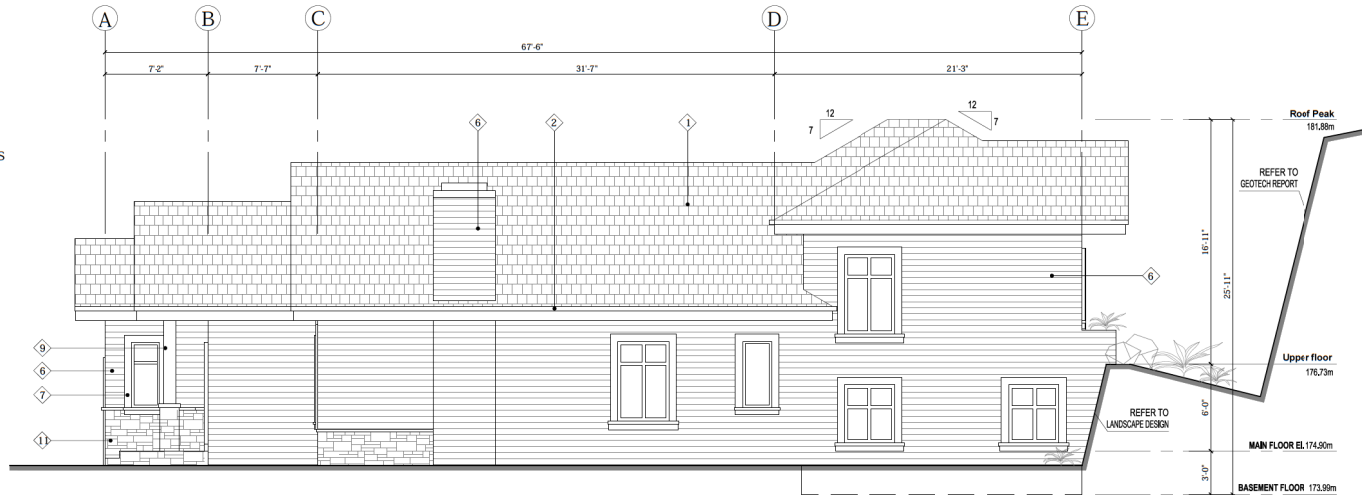 A B C D E
67'-6"
7'2" 7'-7" 31'-7" 21'-3"
6 2 1
12 12
7 7
Roof Peak
181.88m
S
REFER TO
GEOTECH REPORT
16'-11"
25'-11"
6
9
6
7
11
Upper floor
176.73m
6'-0"
REFER TO
LANDSCAPE DESIGN
MAIN FLOOR El. 174.90m
3'-0"
BASEMENT FLOOR 173.99m